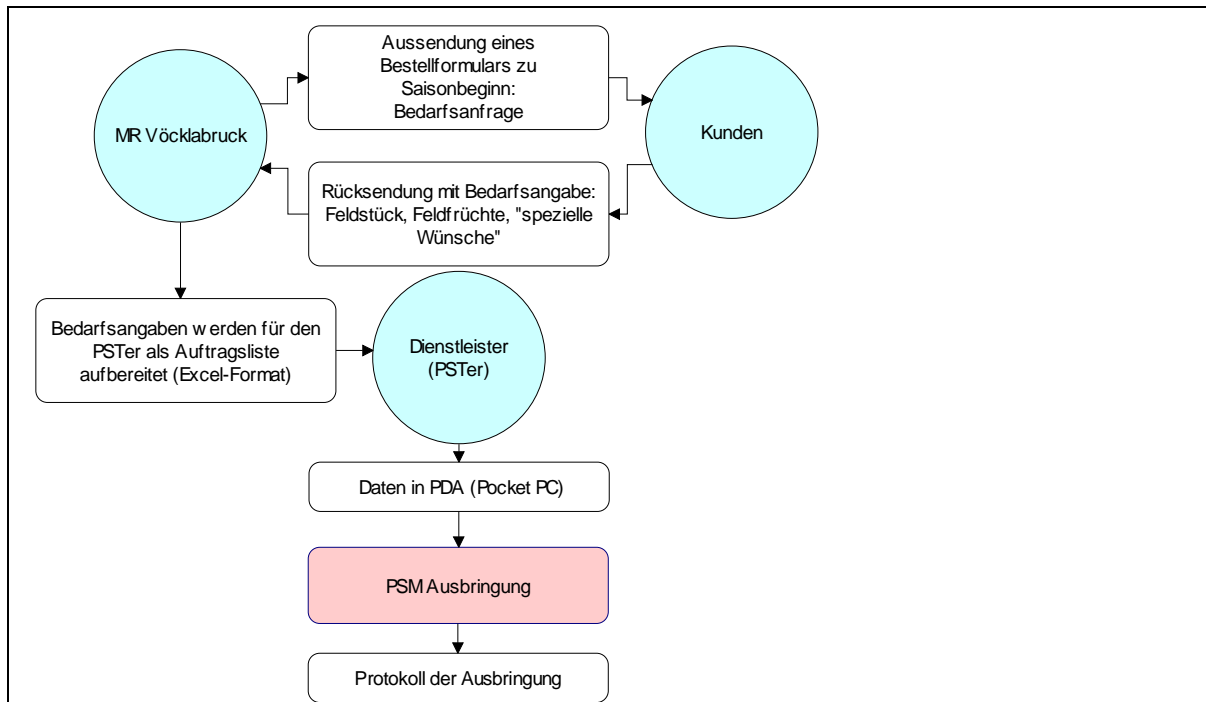 Aussendung eines
Bestellformulars zu
Saisonbeginn:
Bedarfsanfrage
MR Vöcklabruck
Kunden
Rücksendung mit Bedarfsangabe:
Feldstück, Feldfrüchte, "spezielle
Wünsche"
Bedarfsangaben werden für den
PSTer als Auftragsliste
aufbereitet (Excel-Format)
Dienstleister
(PSTer)
Daten in PDA (Pocket PC)
PSM Ausbringung
Protokoll der Ausbringung